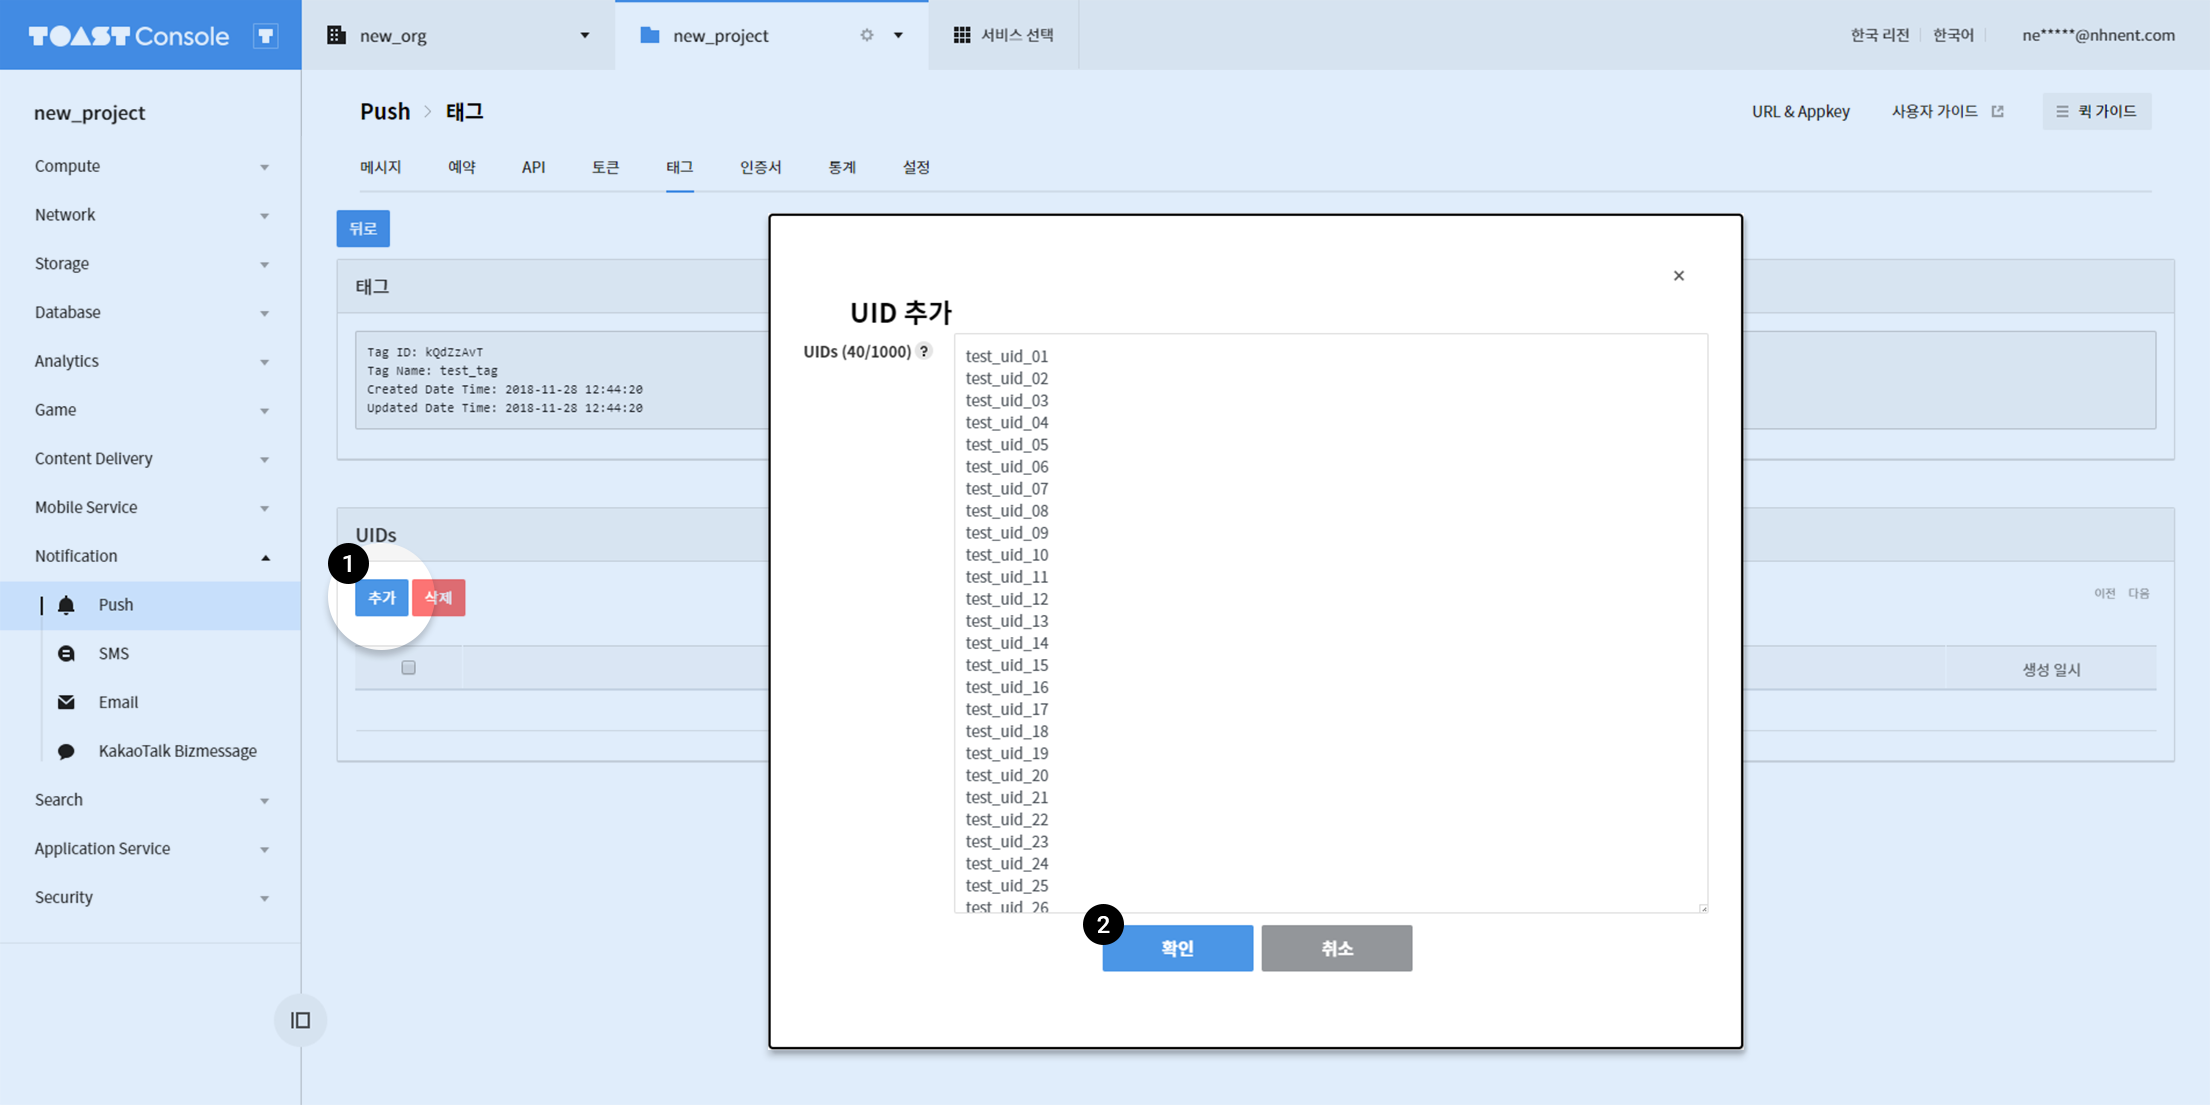 TOAST Console
T
new_org
new_project
서비스 선택
한국 리전
한국어
ne*****@nhnent.com
new_project
Compute
Network
Storage
Database
Analytics
Game
Content Delivery
Mobile Service
Notification
Push
SMS
Email
KakaoTalk Bizmessage
Search
Application Service
Security
Push > 태그
URL & Appkey
사용자 가이드
퀵 가이드
메시지
예약
API
토큰
태그
인증서
통계
설정
뒤로
태그
Tag ID: kQdZzAvT
Tag Name: test_tag
Created Date Time: 2018-11-28 12:44:20
Updated Date Time: 2018-11-28 12:44:20
UIDs
1
추가
삭제
이전 다음
생성 일시
×
UID 추가
UIDs (40/1000) ?
test_uid_01
test_uid_02
test_uid_03
test_uid_04
test_uid_05
test_uid_06
test_uid_07
test_uid_08
test_uid_09
test_uid_10
test_uid_11
test_uid_12
test_uid_13
test_uid_14
test_uid_15
test_uid_16
test_uid_17
test_uid_18
test_uid_19
test_uid_20
test_uid_21
test_uid_22
test_uid_23
test_uid_24
test_uid_25
test_uid_26
2
확인
취소